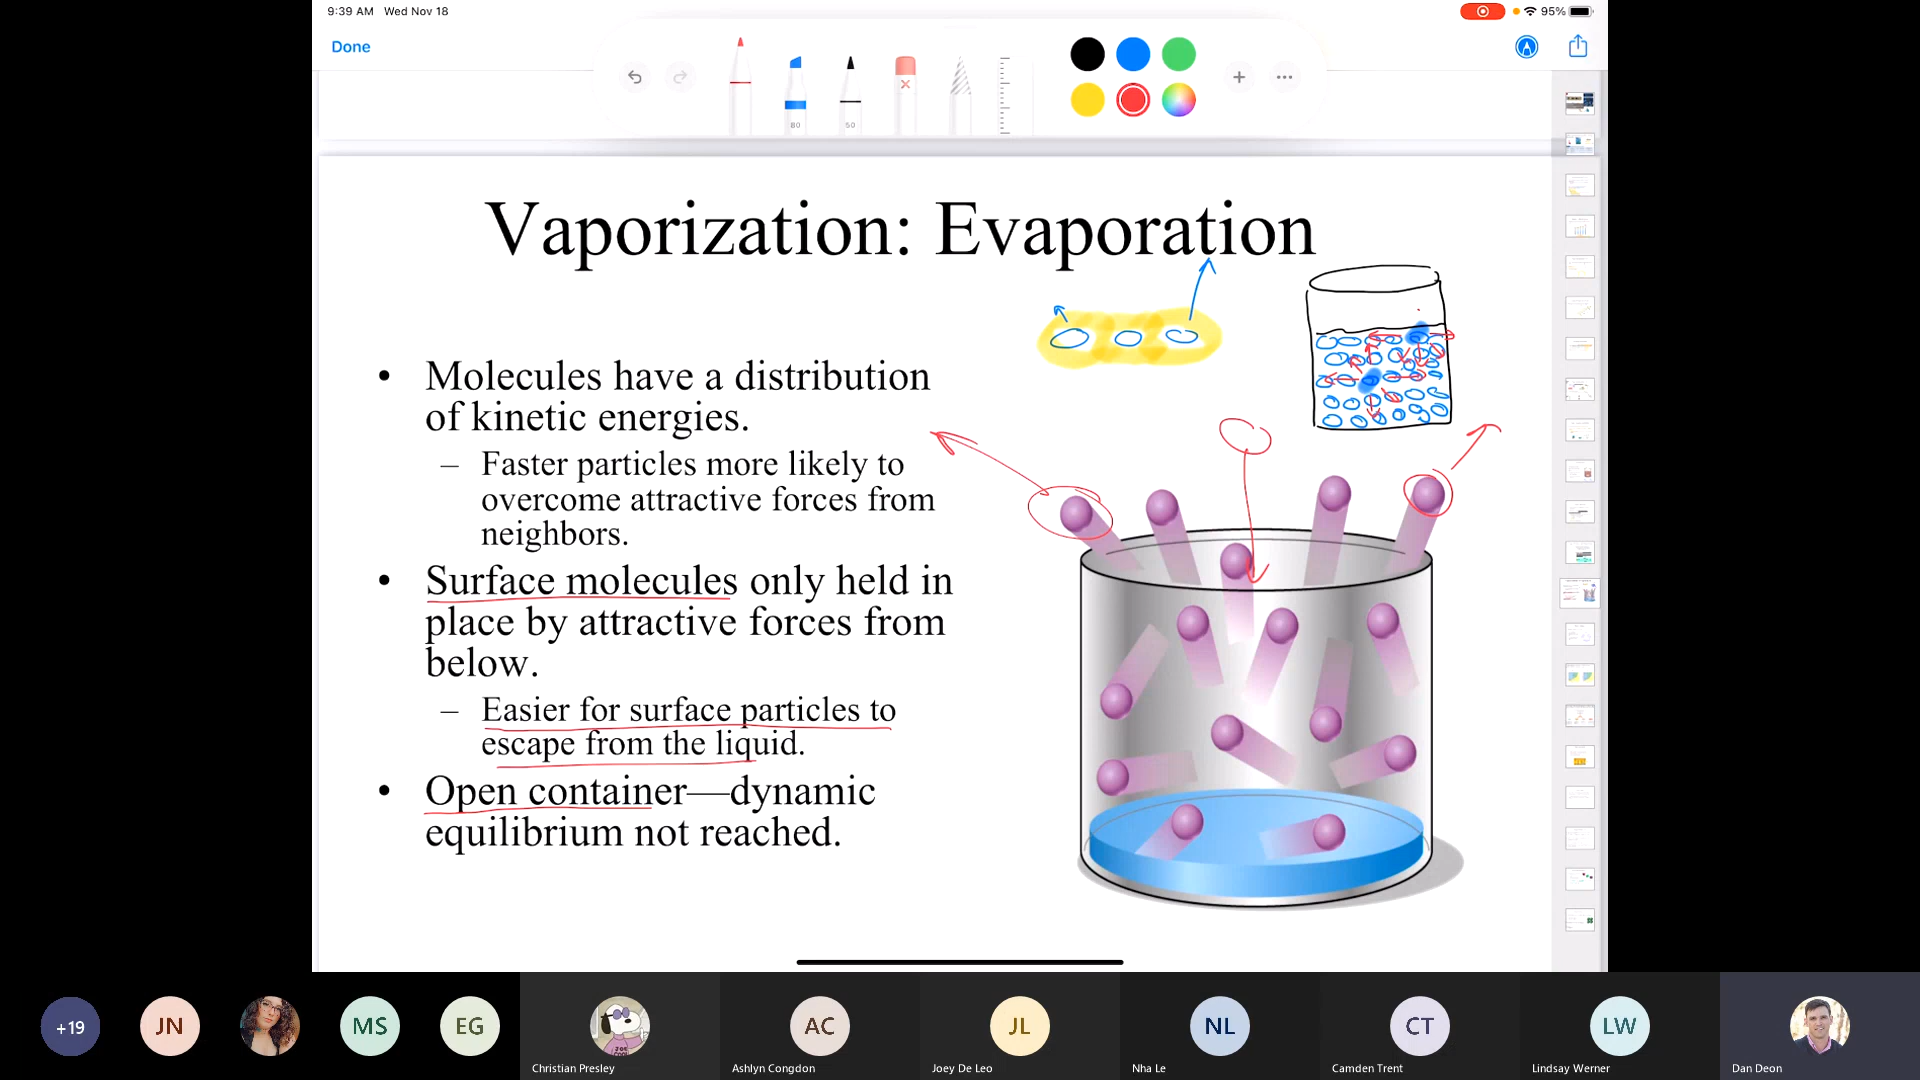 9:39 AM Wed Nov 18
95%
Done
80
50
Vaporization: Evaporation
• Molecules have a distribution
of kinetic energies.
– Faster particles more likely to
overcome attractive forces from
neighbors.
• Surface molecules only held in
place by attractive forces from
below.
– Easier for surface particles to
escape from the liquid.
• Open container—dynamic
equilibrium not reached.
+19
JN
MS
EG
AC
JL
NL
CT
LW
Christian Presley
Ashlyn Congdon
Joey De Leo
Nha Le
Camden Trent
Lindsay Werner
Dan Deon